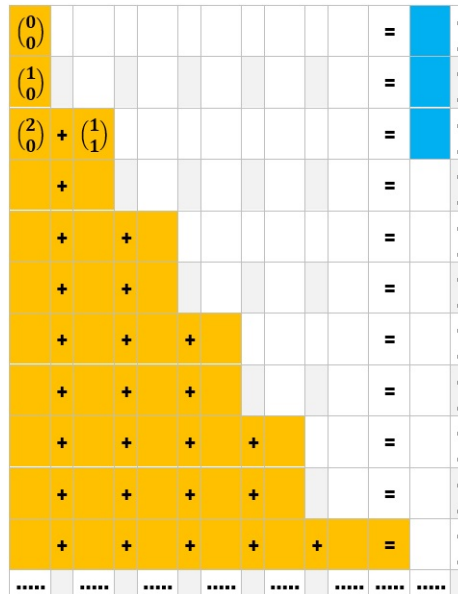 (0 0) =
(1 0) =
(2 0) + (1 1) =
+ =
+ + =
+ + =
+ + + =
+ + + =
+ + + + =
+ + + + =
+ + + + + =
..... ..... ..... ..... ..... ..... ..... .....